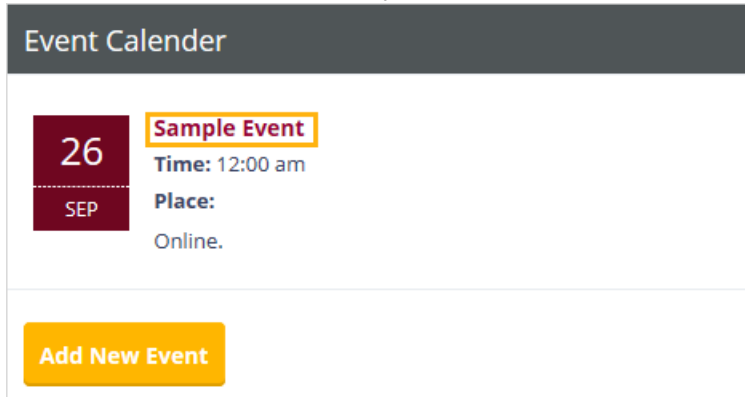 Event Calender
26
SEP
Sample Event
Time: 12:00 am
Place:
Online.
Add New Event